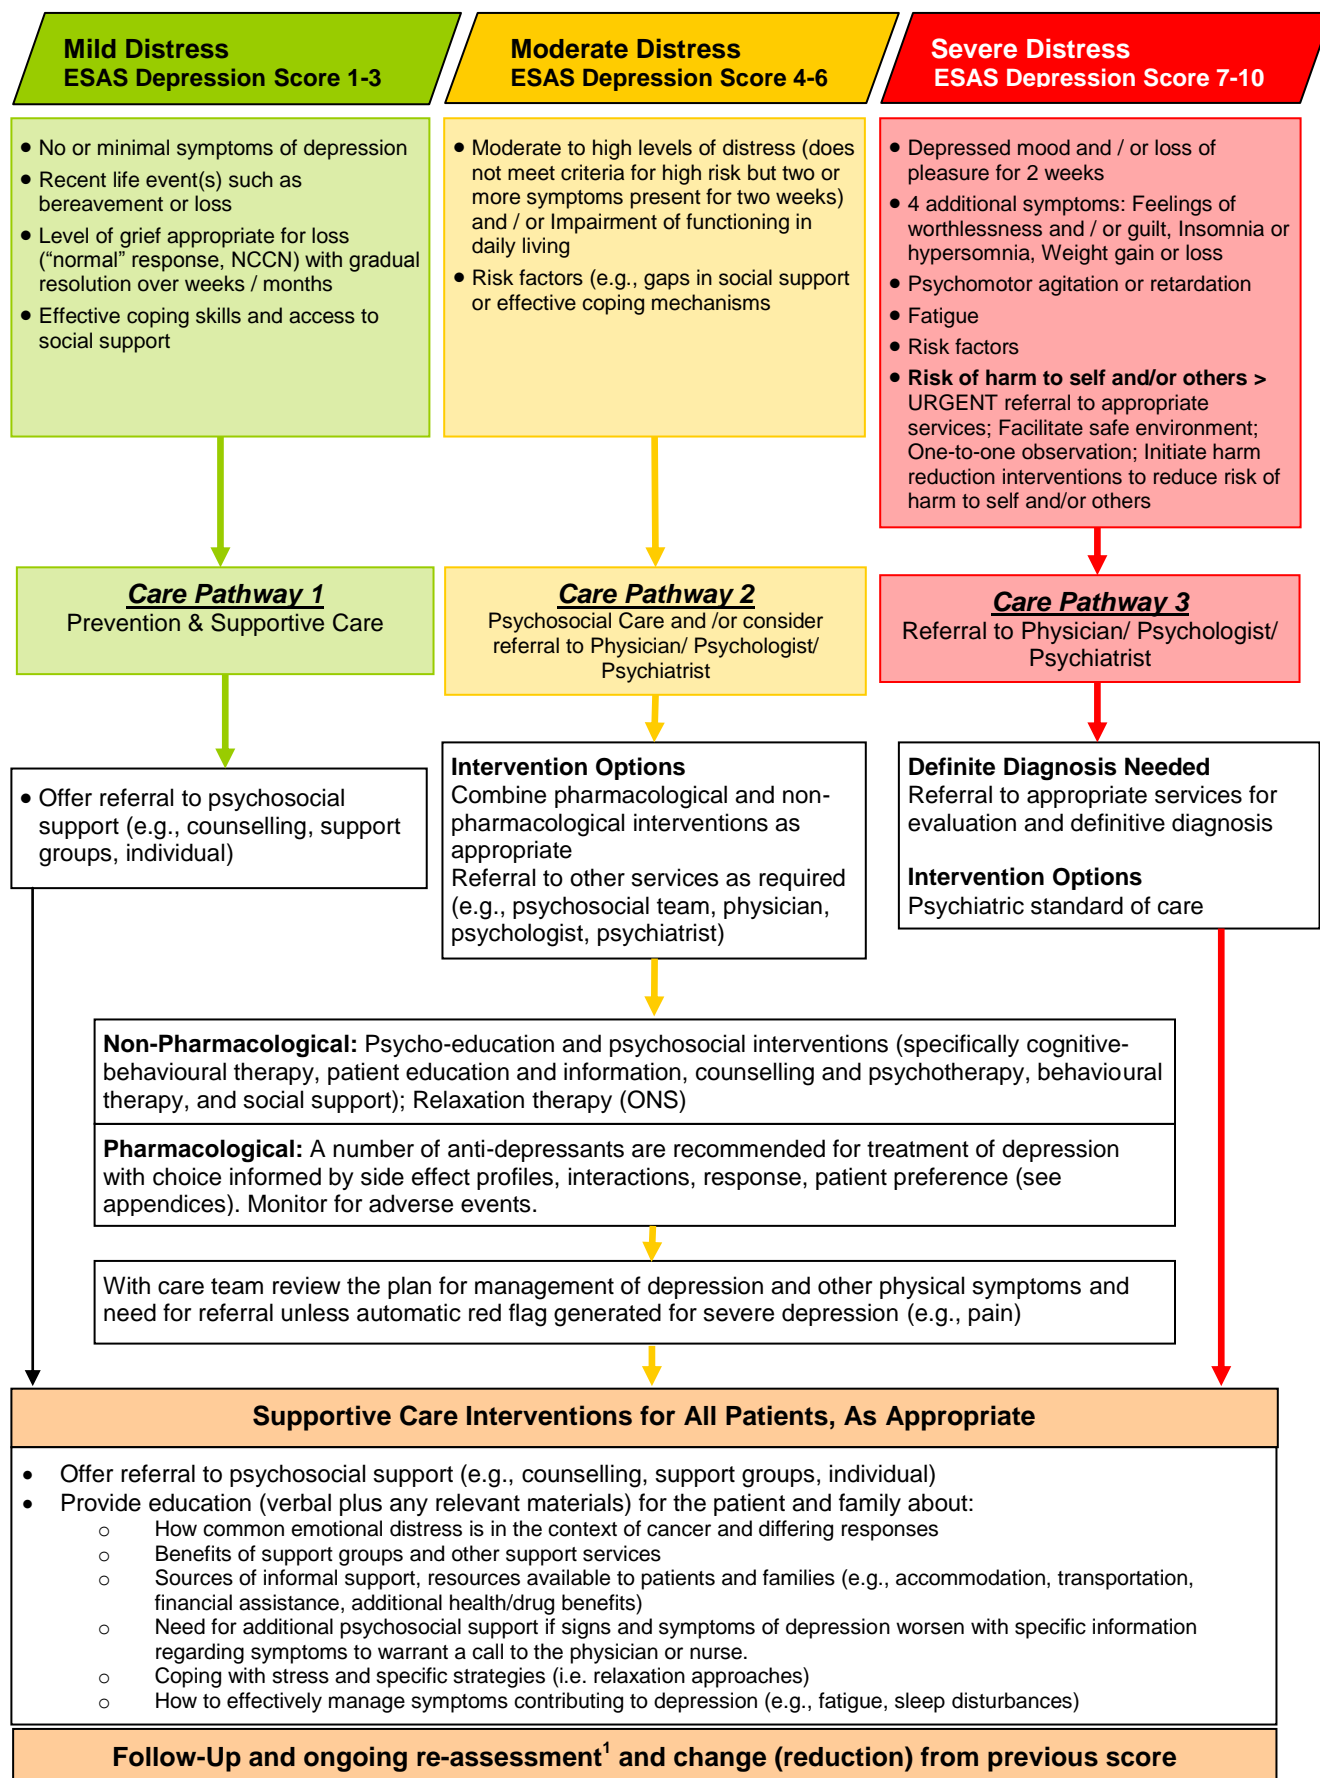 Mild Distress
ESAS Depression Score 1-3
Moderate Distress
ESAS Depression Score 4-6
Severe Distress
ESAS Depression Score 7-10
• No or minimal symptoms of depression
• Recent life event(s) such as
bereavement or loss
• Level of grief appropriate for loss
(“normal” response, NCCN) with gradual
resolution over weeks / months
• Effective coping skills and access to
social support
• Moderate to high levels of distress (does
not meet criteria for high risk but two or
more symptoms present for two weeks)
and / or Impairment of functioning in
daily living
• Risk factors (e.g., gaps in social support
or effective coping mechanisms
• Depressed mood and / or loss of
pleasure for 2 weeks
• 4 additional symptoms: Feelings of
worthlessness and / or guilt, Insomnia or
hypersomnia, Weight gain or loss
• Psychomotor agitation or retardation
• Fatigue
• Risk factors
• Risk of harm to self and/or others >
URGENT referral to appropriate
services; Facilitate safe environment;
One-to-one observation; Initiate harm
reduction interventions to reduce risk of
harm to self and/or others
Care Pathway 1
Prevention & Supportive Care
Care Pathway 2
Psychosocial Care and /or consider
referral to Physician/ Psychologist/
Psychiatrist
Care Pathway 3
Referral to Physician/ Psychologist/
Psychiatrist
• Offer referral to psychosocial
support (e.g., counselling, support
groups, individual)
Intervention Options
Combine pharmacological and non-
pharmacological interventions as
appropriate
Referral to other services as required
(e.g., psychosocial team, physician,
psychologist, psychiatrist)
Definite Diagnosis Needed
Referral to appropriate services for
evaluation and definitive diagnosis
Intervention Options
Psychiatric standard of care
Non-Pharmacological: Psycho-education and psychosocial interventions (specifically cognitive-
behavioural therapy, patient education and information, counselling and psychotherapy, behavioural
therapy, and social support); Relaxation therapy (ONS)
Pharmacological: A number of anti-depressants are recommended for treatment of depression
with choice informed by side effect profiles, interactions, response, patient preference (see
appendices). Monitor for adverse events.
With care team review the plan for management of depression and other physical symptoms and
need for referral unless automatic red flag generated for severe depression (e.g., pain)
Supportive Care Interventions for All Patients, As Appropriate
• Offer referral to psychosocial support (e.g., counselling, support groups, individual)
• Provide education (verbal plus any relevant materials) for the patient and family about:
o How common emotional distress is in the context of cancer and differing responses
o Benefits of support groups and other support services
o Sources of informal support, resources available to patients and families (e.g., accommodation, transportation,
financial assistance, additional health/drug benefits)
o Need for additional psychosocial support if signs and symptoms of depression worsen with specific information
regarding symptoms to warrant a call to the physician or nurse.
o Coping with stress and specific strategies (i.e. relaxation approaches)
o How to effectively manage symptoms contributing to depression (e.g., fatigue, sleep disturbances)
Follow-Up and ongoing re-assessment¹ and change (reduction) from previous score